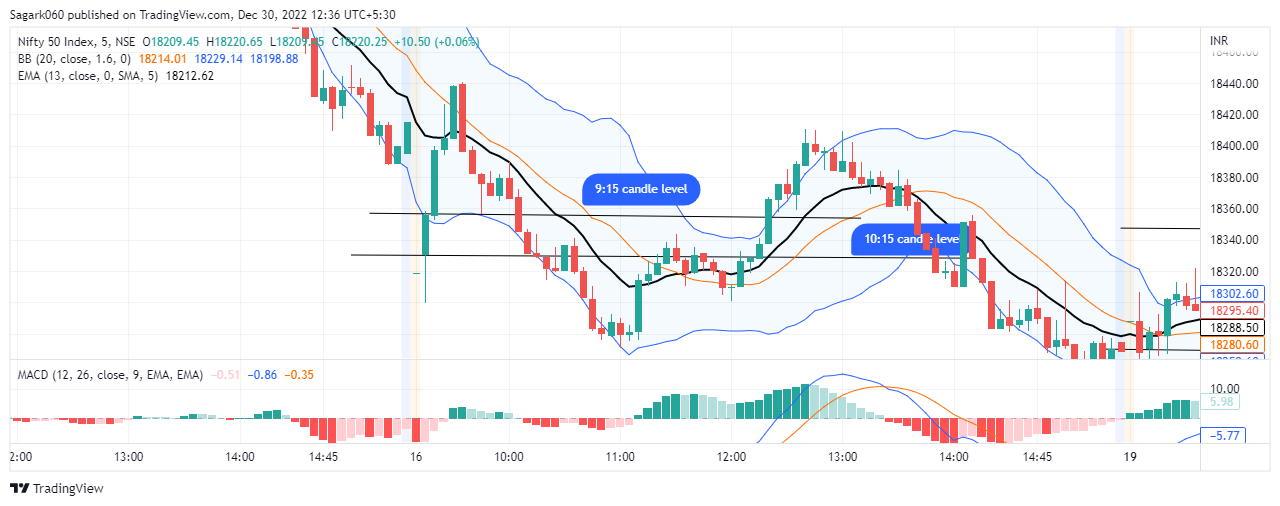 Sagark060 published on TradingView.com, Dec 30, 2022 12:36 UTC+5:30
Nifty 50 Index, 5, NSE O18209.45 H18220.65 L18209.45 C18220.25 +10.50 (+0.06%)
BB (20, close, 1.6, 0) 18214.01 18229.14 18198.88
EMA (13, close, 0, SMA, 5) 18212.62
INR
18460.00
18440.00
18420.00
18400.00
18380.00
18360.00
18340.00
18320.00
18302.60
18295.40
18288.50
18280.60
9:15 candle level
10:15 candle level
MACD (12, 26, close, 9, EMA, EMA) −0.51 −0.86 −0.35
10.00
5.98
−5.77
2:00 13:00 14:00 14:45 16 10:00 11:00 12:00 13:00 14:00 14:45 19
TradingView